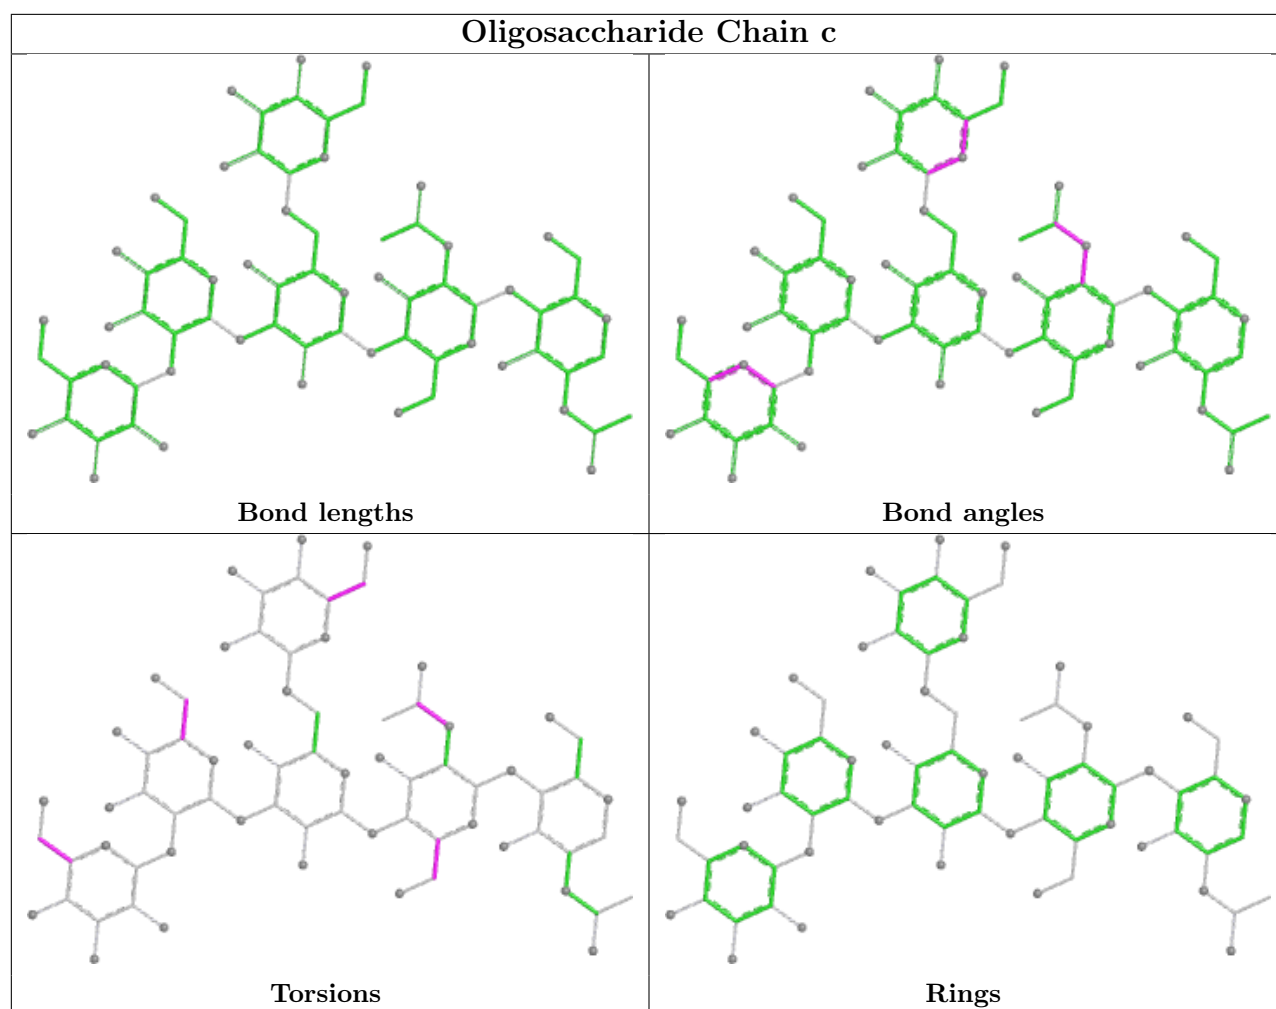 Oligosaccharide Chain c
Bond lengths
Bond angles
Torsions
Rings